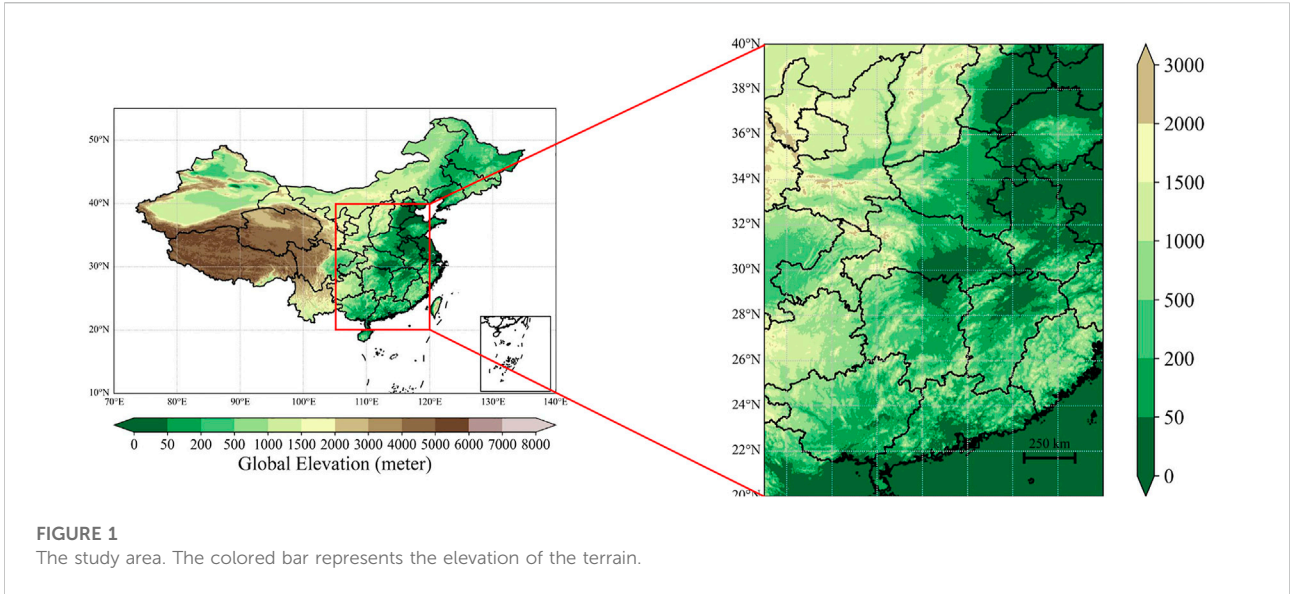 50°N
40°N
30°N
20°N
10°N
70°E 80°E 90°E 100°E 110°E 120°E 130°E 140°E
0 50 200 500 1000 1500 2000 3000 4000 5000 6000 7000 8000
Global Elevation (meter)
40°N
38°N
36°N
34°N
32°N
30°N
28°N
26°N
24°N
22°N
20°N
250 km
3000
2000
1500
1000
500
200
50
0
FIGURE 1
The study area. The colored bar represents the elevation of the terrain.